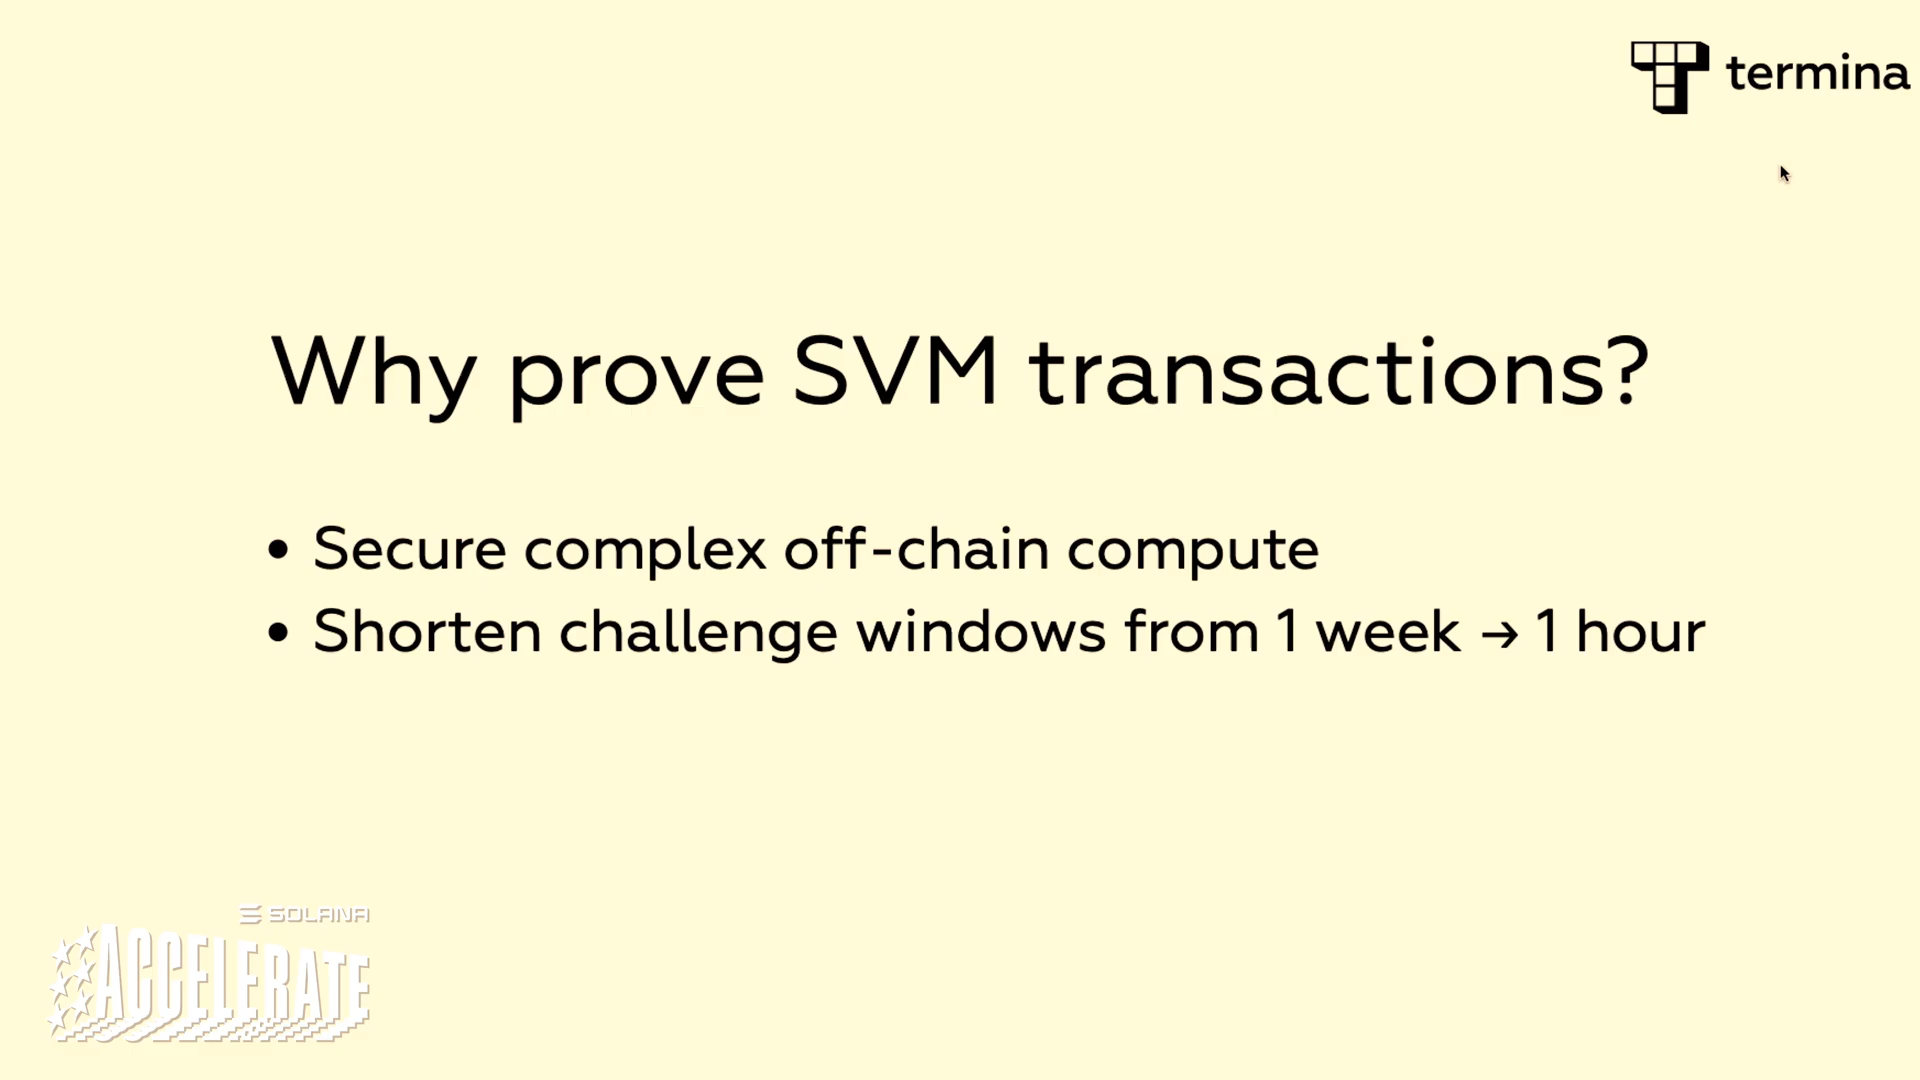 termina
Why prove SVM transactions?
• Secure complex off-chain compute
• Shorten challenge windows from 1 week → 1 hour
SOLANA
ACCELERATE